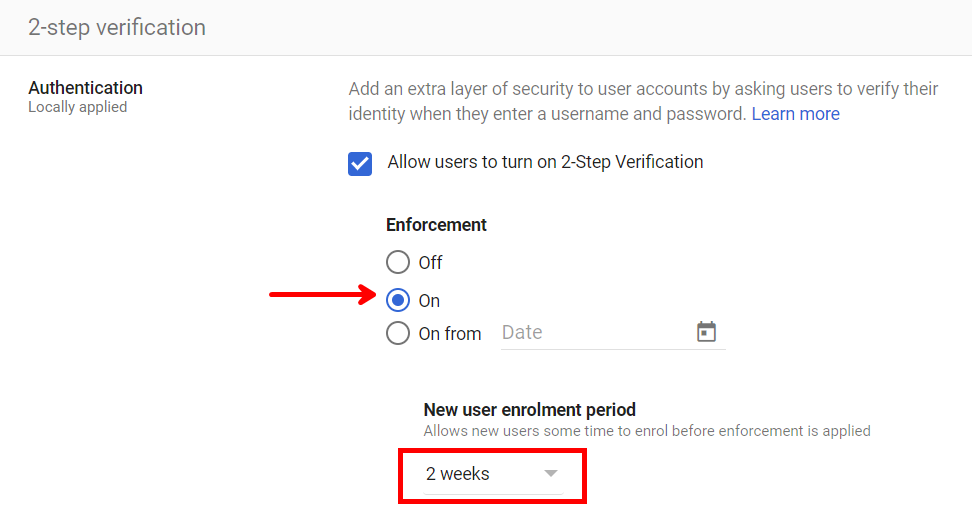 2-step verification
Authentication
Locally applied
Add an extra layer of security to user accounts by asking users to verify their
identity when they enter a username and password. Learn more
Allow users to turn on 2-Step Verification
Enforcement
Off
On
On from Date
New user enrolment period
Allows new users some time to enrol before enforcement is applied
2 weeks